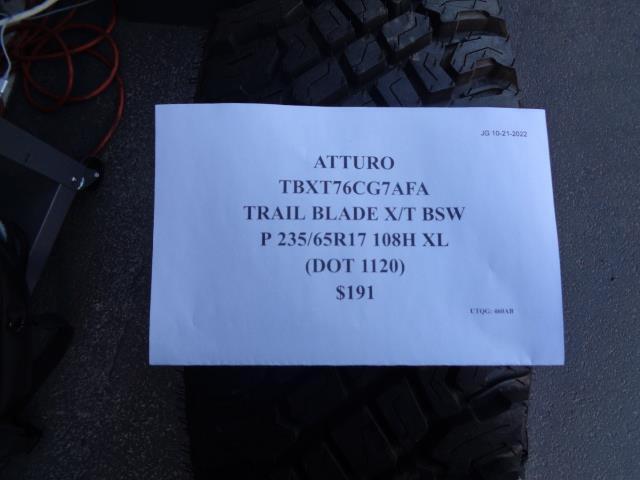 JG 10-21-2022
ATTURO
TBXT76CG7AFA
TRAIL BLADE X/T BSW
P 235/65R17 108H XL
(DOT 1120)
$191
UTQG: 460AB